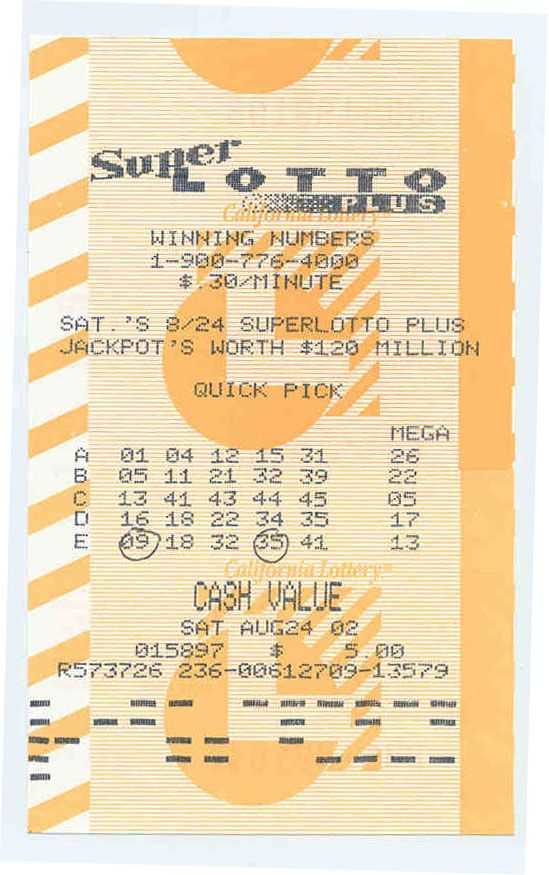 Super
LOTTO
PLUS
California Lottery®
WINNING NUMBERS
1-900-776-4000
$.30/MINUTE
SAT.'S 8/24 SUPERLOTTO PLUS
JACKPOT'S WORTH $120 MILLION
QUICK PICK
MEGA
A 01 04 12 15 31 26
B 05 11 21 32 39 22
C 13 41 43 44 45 05
D 16 18 22 34 35 17
E 09 18 32 35 41 13
California Lottery®
CASH VALUE
SAT AUG24 02
015897 $ 5.00
R573726 236-00612709-13579